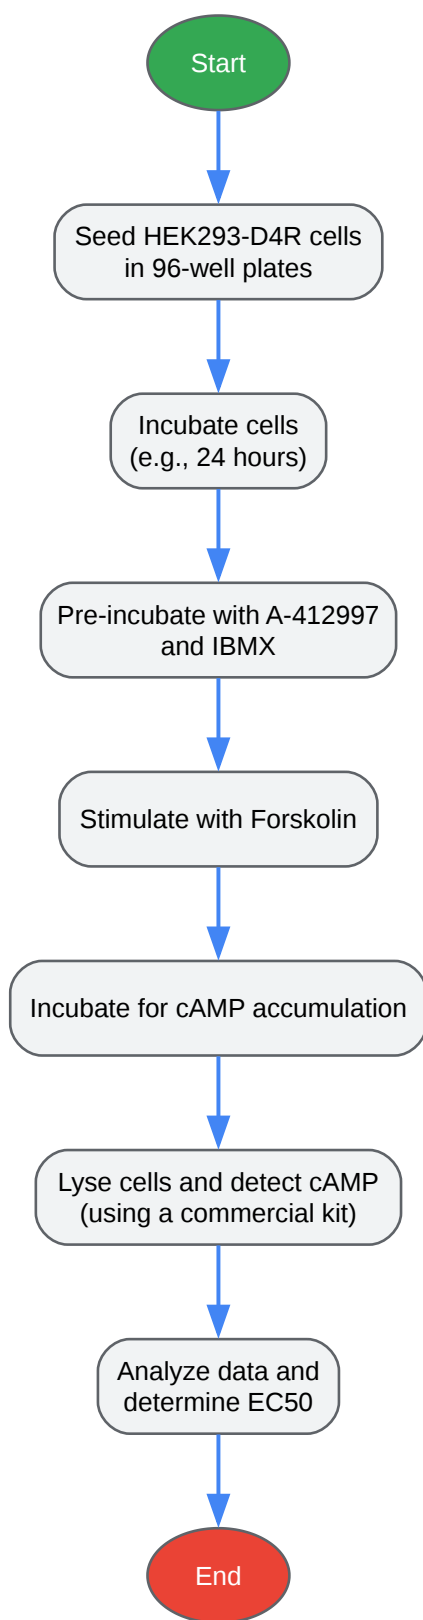 Start
Seed HEK293-D4R cells
in 96-well plates
Incubate cells
(e.g., 24 hours)
Pre-incubate with A-412997
and IBMX
Stimulate with Forskolin
Incubate for cAMP accumulation
Lyse cells and detect cAMP
(using a commercial kit)
Analyze data and
determine EC50
End